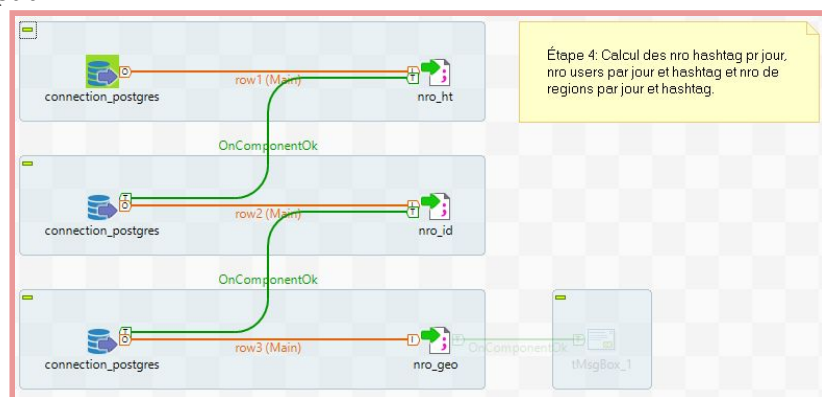 Étape 4: Calcul des nro hashtag pr jour,
nro users par jour et hashtag et nro de
regions par jour et hashtag.
row1 (Main)
connection_postgres
nro_ht
OnComponentOk
row2 (Main)
connection_postgres
nro_id
OnComponentOk
row3 (Main)
OnComponentOk
connection_postgres
nro_geo
tMsgBox_1